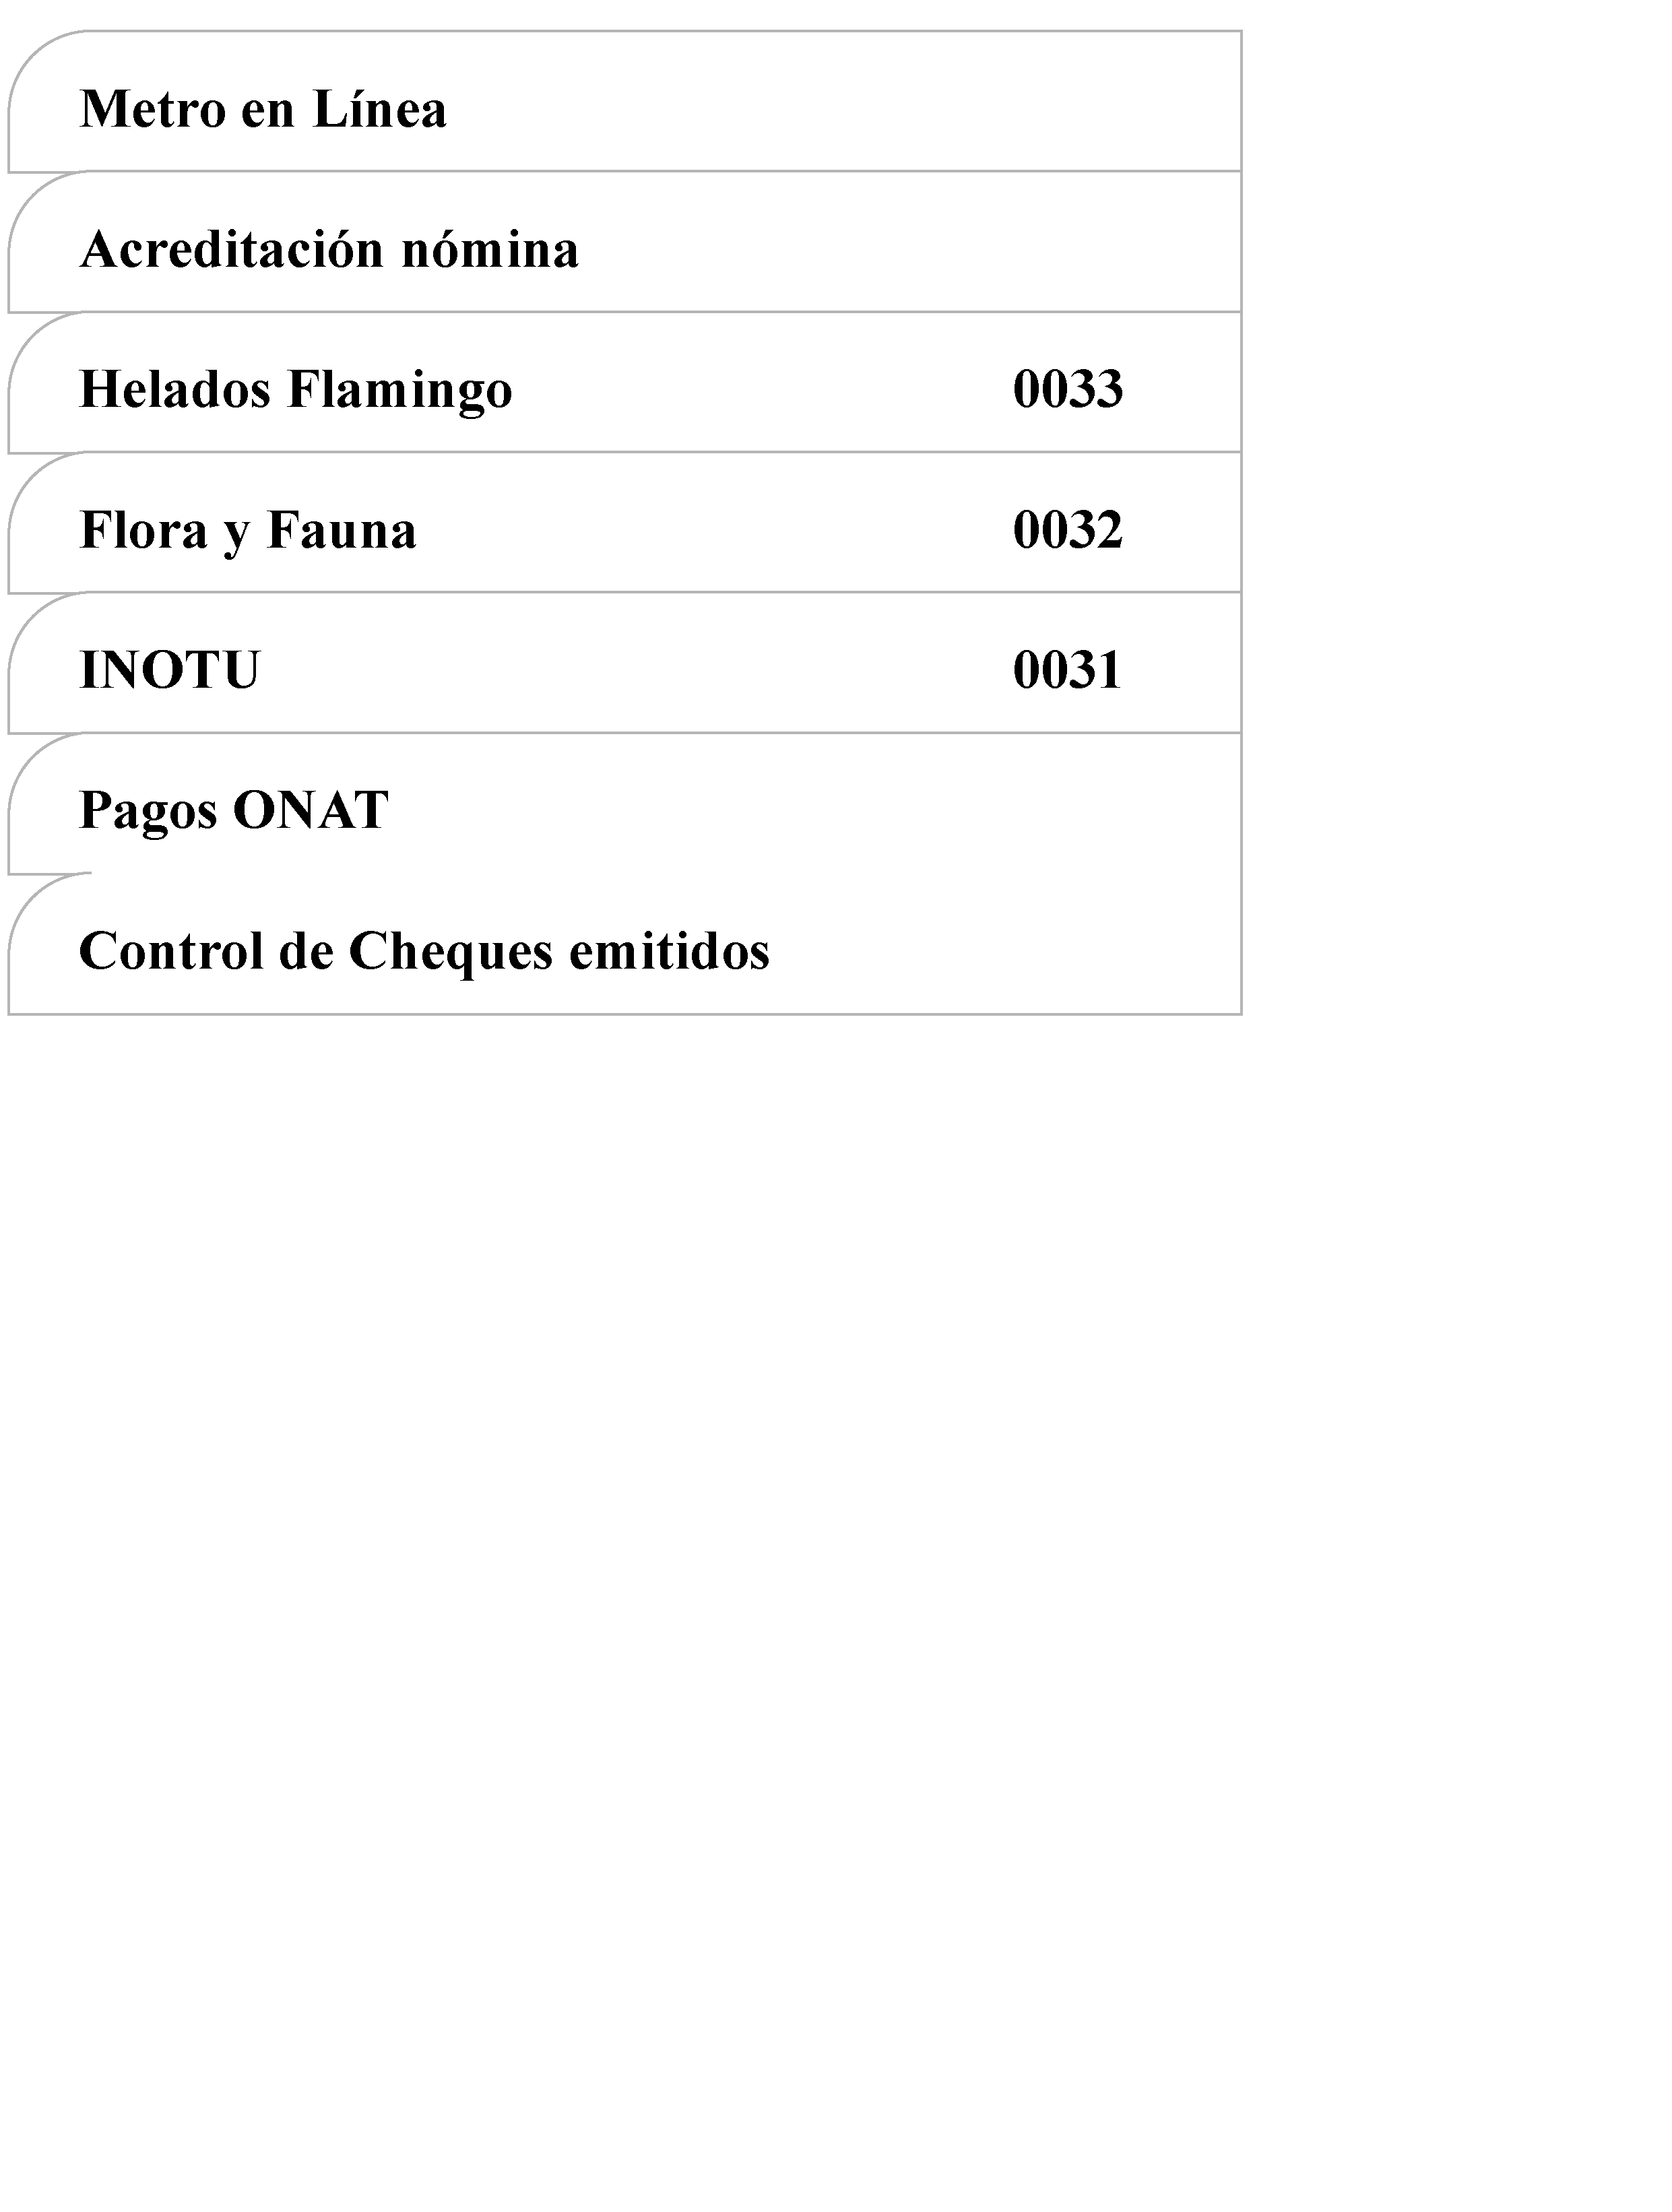 Metro en Línea
Acreditación nómina
Helados Flamingo 0033
Flora y Fauna 0032
INOTU 0031
Pagos ONAT
Control de Cheques emitidos